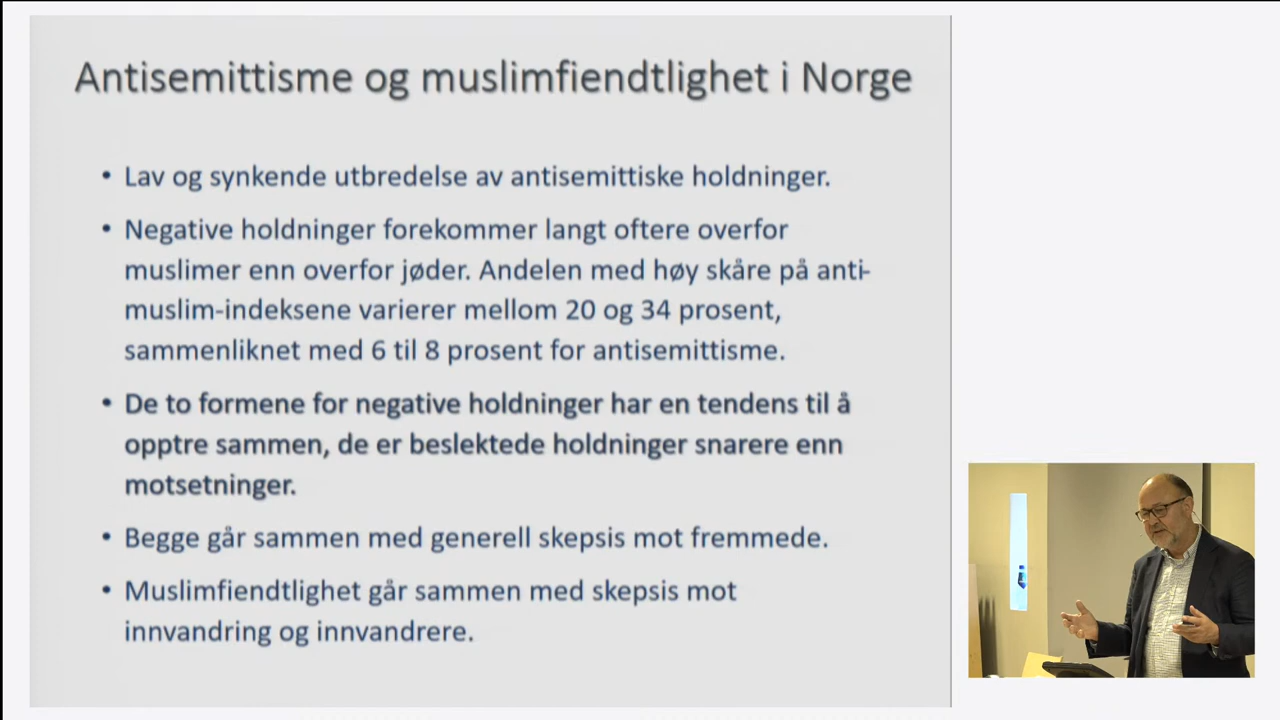 Antisemittisme og muslimfiendtlighet i Norge
• Lav og synkende utbredelse av antisemittiske holdninger.
• Negative holdninger forekommer langt oftere overfor
muslimer enn overfor jøder. Andelen med høy skåre på anti-
muslim-indeksene varierer mellom 20 og 34 prosent,
sammenliknet med 6 til 8 prosent for antisemittisme.
• De to formene for negative holdninger har en tendens til å
opptre sammen, de er beslektede holdninger snarere enn
motsetninger.
• Begge går sammen med generell skepsis mot fremmede.
• Muslimfiendtlighet går sammen med skepsis mot
innvandring og innvandrere.